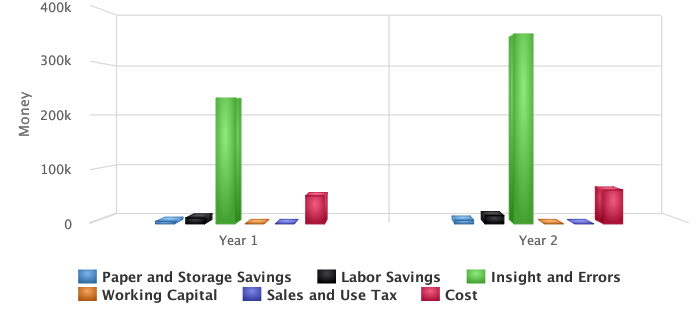 400k
300k
200k
100k
0
Money
Year 1
Year 2
Paper and Storage Savings Labor Savings Insight and Errors
Working Capital Sales and Use Tax Cost